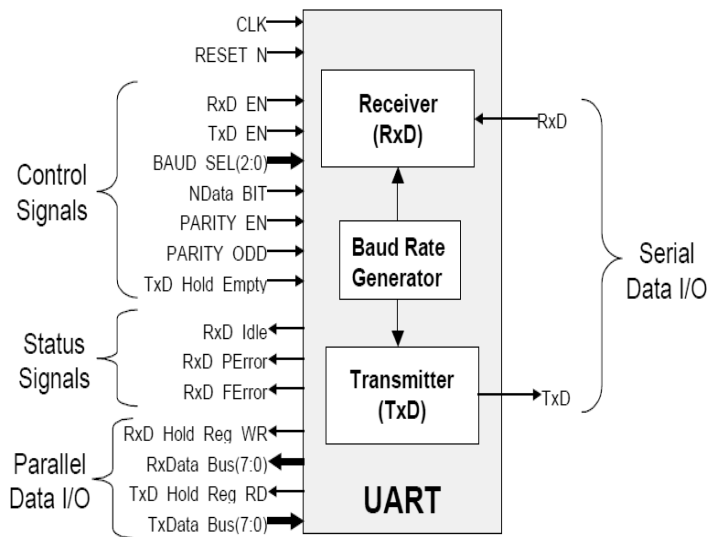 CLK
RESET N
Control
Signals
RxD EN
TxD EN
BAUD SEL(2:0)
NData BIT
PARITY EN
PARITY ODD
TxD Hold Empty
Status
Signals
RxD Idle
RxD PError
RxD FError
Parallel
Data I/O
RxD Hold Reg WR
RxData Bus(7:0)
TxD Hold Reg RD
TxData Bus(7:0)
Receiver
(RxD)
Baud Rate
Generator
Transmitter
(TxD)
UART
RxD
TxD
Serial
Data I/O